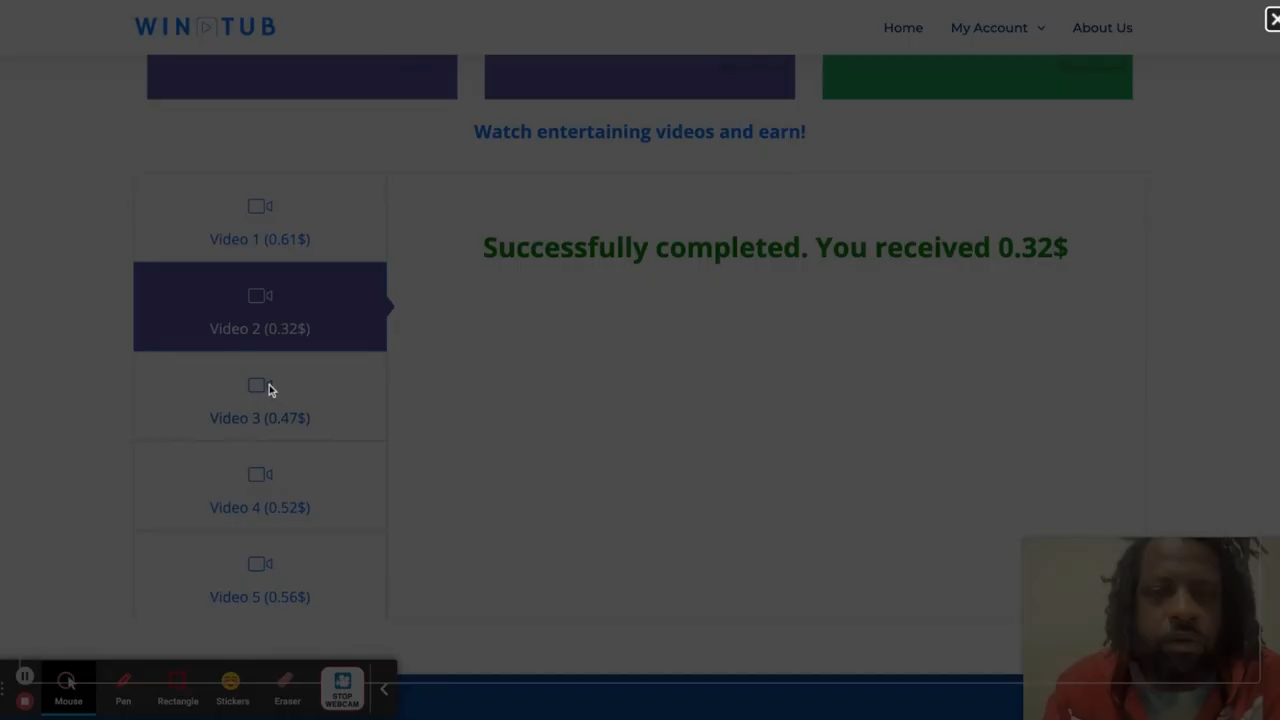 WIN TUB
Home
My Account
About Us
Watch entertaining videos and earn!
Video 1 (0.61$)
Successfully completed. You received 0.32$
Video 2 (0.32$)
Video 3 (0.47$)
Video 4 (0.52$)
Video 5 (0.56$)
Mouse
Pen
Rectangle
Stickers
Eraser
STOP
WEBCAM